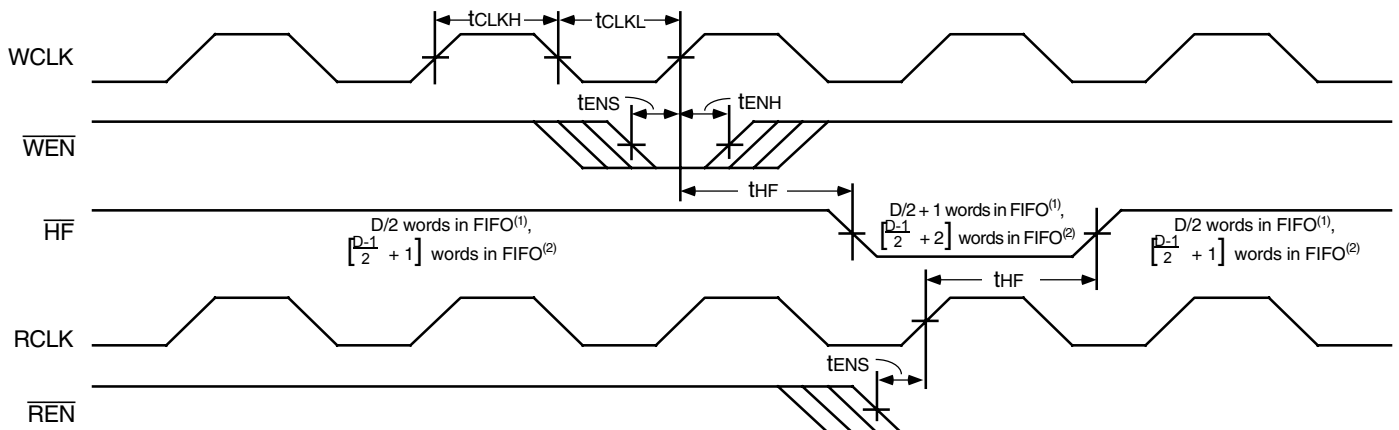 tCLKH
tCLKL
WCLK
tENS
tENH
WEN
tHF
HF
D/2 words in FIFO(1),
[D-1/2 + 1] words in FIFO(2)
D/2 + 1 words in FIFO(1),
[D-1/2 + 2] words in FIFO(2)
D/2 words in FIFO(1),
[D-1/2 + 1] words in FIFO(2)
tHF
RCLK
tENS
REN